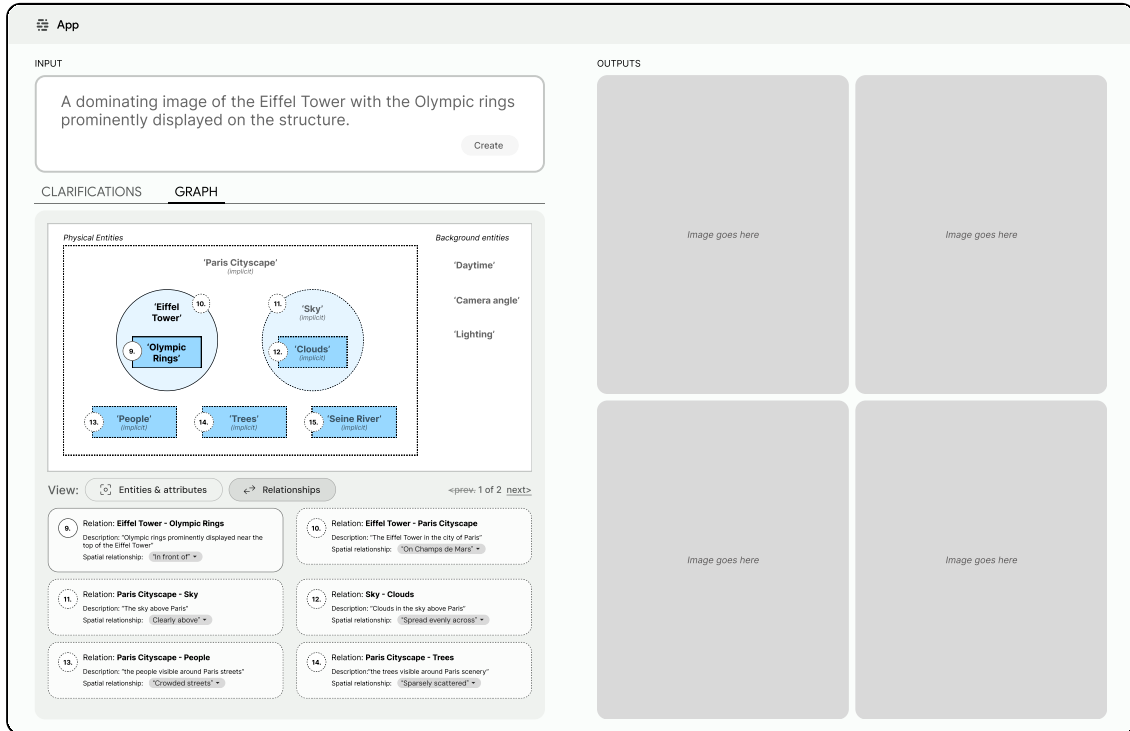 App
INPUT
A dominating image of the Eiffel Tower with the Olympic rings
prominently displayed on the structure.
Create
CLARIFICATIONS
GRAPH
Physical Entities
Background entities
'Paris Cityscape'
(implicit)
'Daytime'
'Camera angle'
'Lighting'
'Eiffel
Tower'
10.
9.
'Olympic
Rings'
11.
'Sky'
(implicit)
12.
'Clouds'
(implicit)
13.
'People'
(implicit)
14.
'Trees'
(implicit)
15.
'Seine River'
(implicit)
View:
Entities & attributes
Relationships
<prev. 1 of 2 next>
9.
Relation: Eiffel Tower - Olympic Rings
Description: "Olympic rings prominently displayed near the
top of the Eiffel Tower"
Spatial relationship: "In front of"
10.
Relation: Eiffel Tower - Paris Cityscape
Description: "The Eiffel Tower in the city of Paris"
Spatial relationship: "On Champs de Mars"
11.
Relation: Paris Cityscape - Sky
Description: "The sky above Paris"
Spatial relationship: Clearly above"
12.
Relation: Sky - Clouds
Description: "Clouds in the sky above Paris"
Spatial relationship: "Spread evenly across"
13.
Relation: Paris Cityscape - People
Description: "the people visible around Paris streets"
Spatial relationship: "Crowded streets"
14.
Relation: Paris Cityscape - Trees
Description:"the trees visible around Paris scenery"
Spatial relationship: "Sparsely scattered"
OUTPUTS
Image goes here
Image goes here
Image goes here
Image goes here